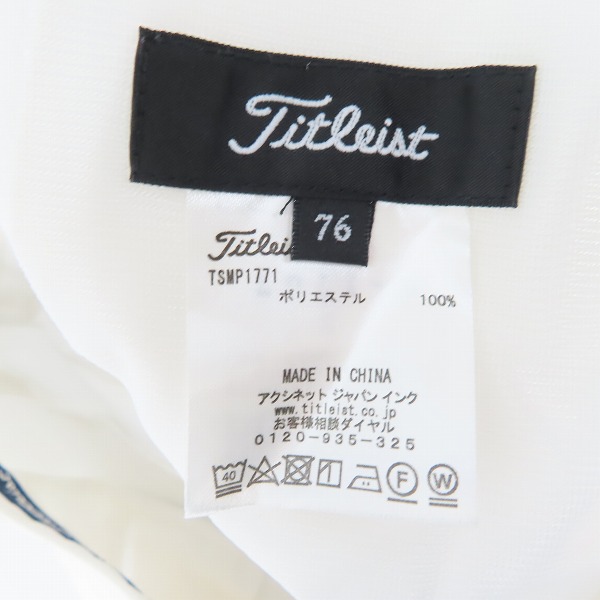 Titleist
76
Titlei
TSMP1771
ポリエステル 100%
MADE IN CHINA
アクシネット ジャパン インク
www.titleist.co.jp
お客様相談ダイヤル
0120-935-325
40 F W